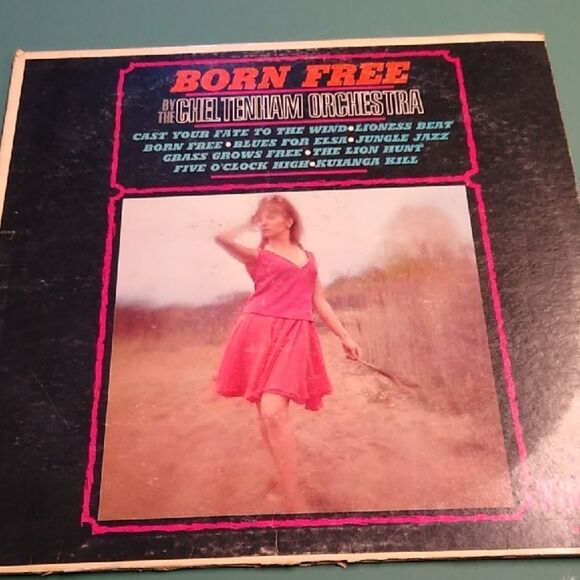 BORN FREE
BY THE CHELTENHAM ORCHESTRA
CAST YOUR FATE TO THE WIND • LIONESS BEAT
BORN FREE • BLUES FOR ELSA • JUNGLE JAZZ
GRASS GROWS FREE • THE LION HUNT
FIVE O'CLOCK HIGH • KUIANGA KILL